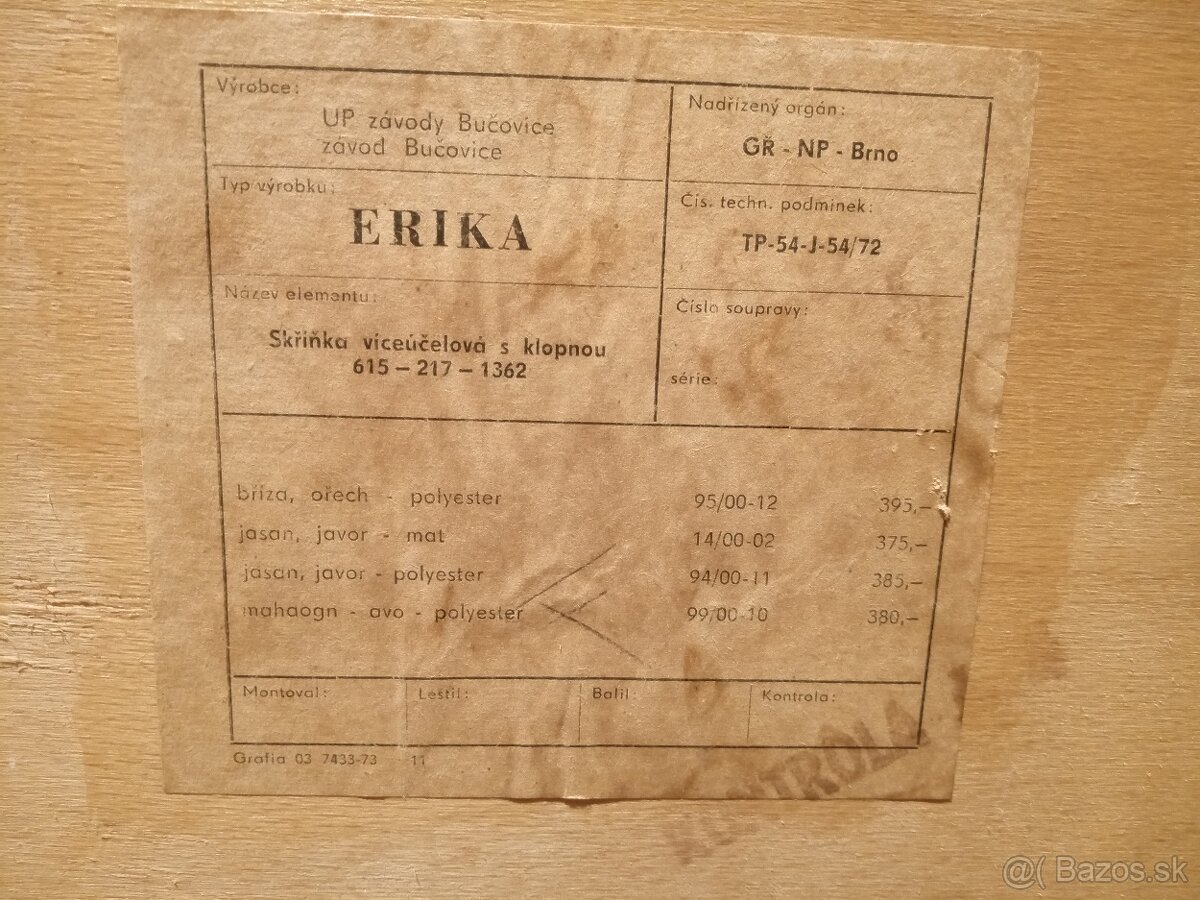 Výrobce:
UP závody Bučovice
závod Bučovice
Nadřízený orgán:
GŘ - NP - Brno
Typ výrobku:
ERIKA
Čís. techn. podmínek:
TP-54-J-54/72
Název elementu:
Skříňka víceúčelová s klopnou
615 – 217 – 1362
Číslo soupravy:
série:
bříza, ořech - polyester 95/00-12 395,–
jasan, javor - mat 14/00-02 375,–
jasan, javor - polyester 94/00-11 385,–
mahaogn - avo - polyester 99/00-10 380,–
Montoval: Leštil: Balil: Kontrola:
Grafia 03 7433-73 11
KONTROLA
@( Bazos.sk